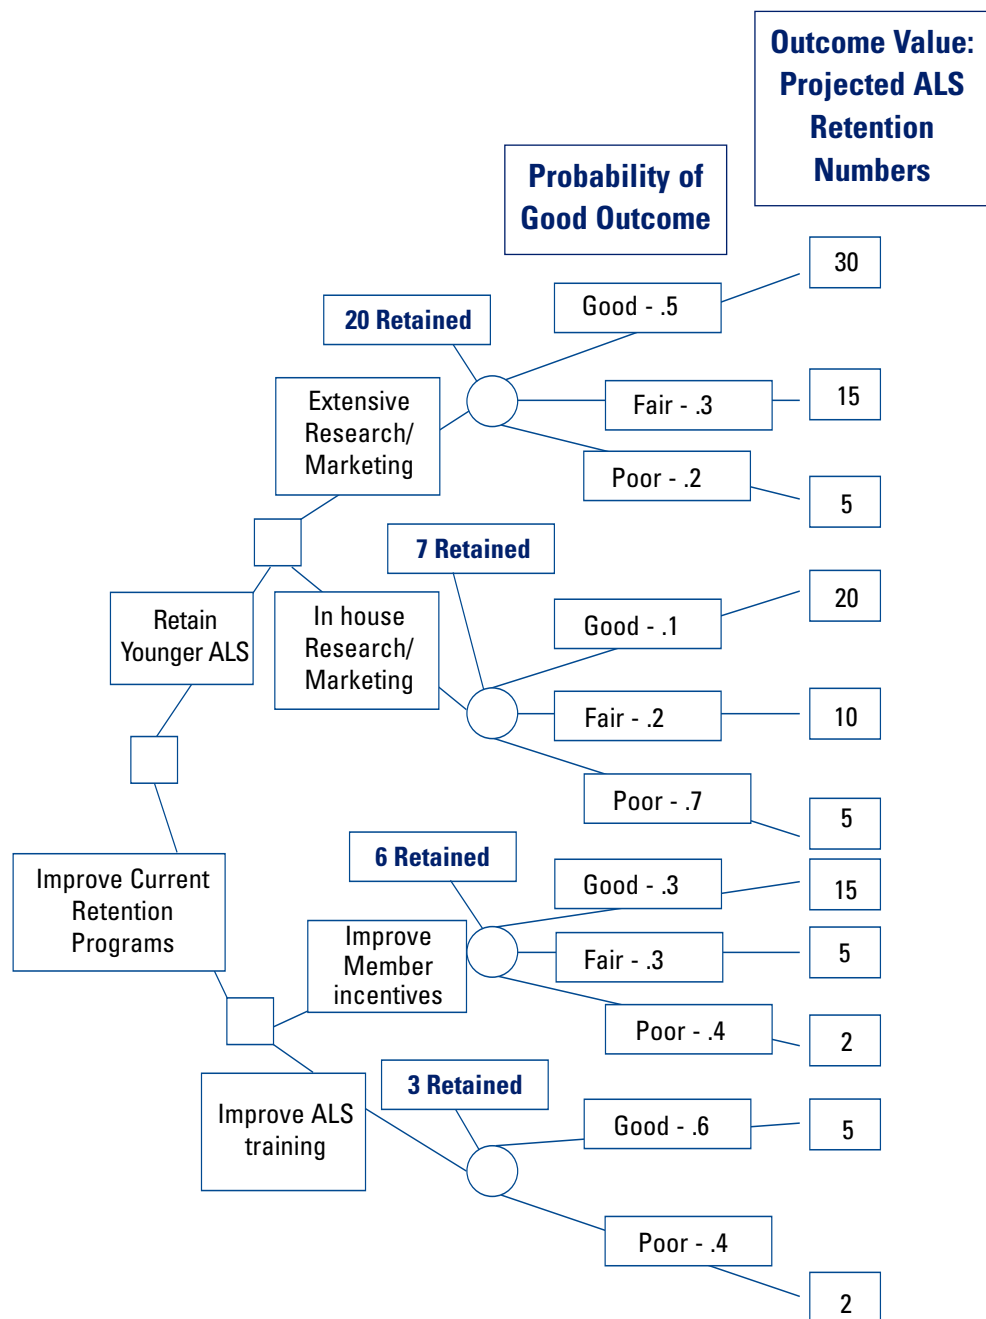 Outcome Value:
Projected ALS
Retention
Numbers
Probability of
Good Outcome
30
Good - .5
20 Retained
Extensive
Research/
Marketing
Fair - .3
15
Poor - .2
5
7 Retained
In house
Research/
Marketing
Retain
Younger ALS
Good - .1
20
Fair - .2
10
Poor - .7
5
6 Retained
Improve Current
Retention
Programs
Good - .3
15
Improve
Member
incentives
Fair - .3
5
Poor - .4
2
3 Retained
Improve ALS
training
Good - .6
5
Poor - .4
2